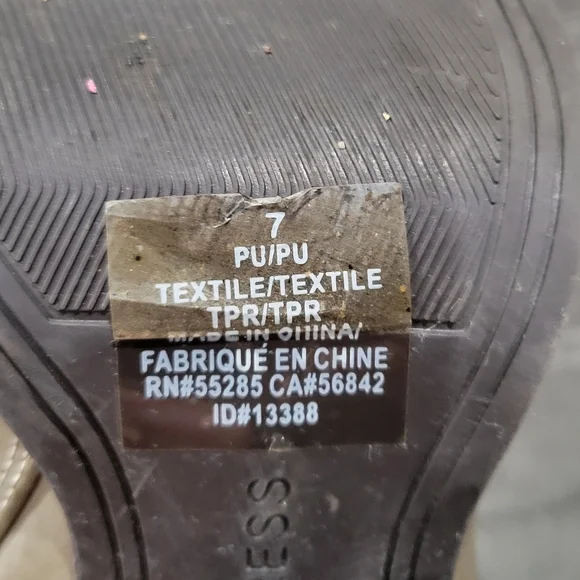 7
PU/PU
TEXTILE/TEXTILE
TPR/TPR
MADE IN CHINA/
FABRIQUÉ EN CHINE
RN#55285 CA#56842
ID#13388
ESS